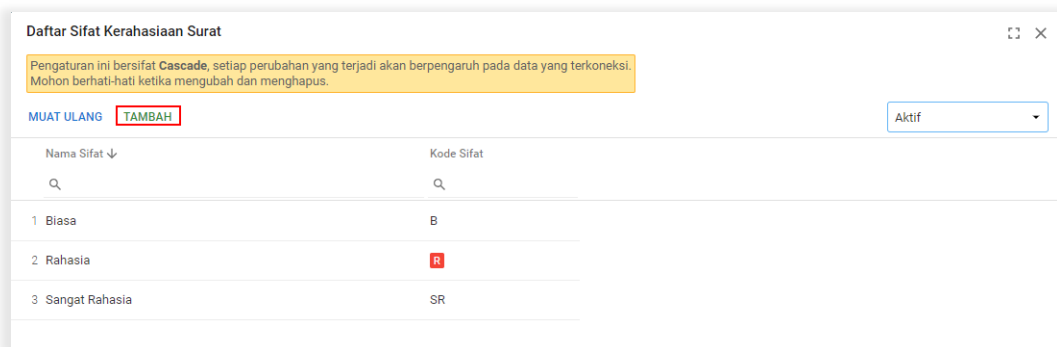 Daftar Sifat Kerahasiaan Surat
Pengaturan ini bersifat Cascade, setiap perubahan yang terjadi akan berpengaruh pada data yang terkoneksi.
Mohon berhati-hati ketika mengubah dan menghapus.
MUAT ULANG TAMBAH Aktif
Nama Sifat Kode Sifat
1 Biasa B
2 Rahasia R
3 Sangat Rahasia SR